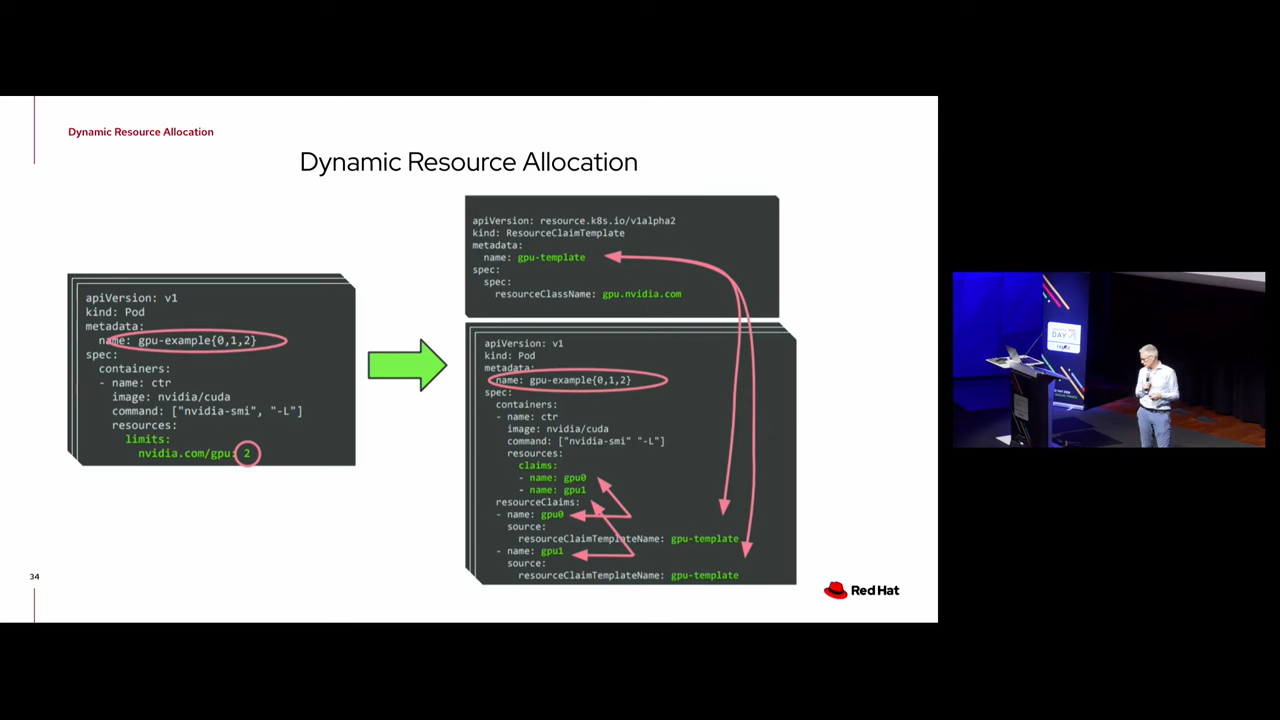 Dynamic Resource Allocation
Dynamic Resource Allocation
apiVersion: v1
kind: Pod
metadata:
name: gpu-example{0,1,2}
spec:
containers:
- name: ctr
image: nvidia/cuda
command: ["nvidia-smi", "-L"]
resources:
limits:
nvidia.com/gpu: 2
apiVersion: resource.k8s.io/v1alpha2
kind: ResourceClaimTemplate
metadata:
name: gpu-template
spec:
spec:
resourceClassName: gpu.nvidia.com
apiVersion: v1
kind: Pod
metadata:
name: gpu-example{0,1,2}
spec:
containers:
- name: ctr
image: nvidia/cuda
command: ["nvidia-smi" "-L"]
resources:
claims:
- name: gpu0
- name: gpu1
resourceClaims:
- name: gpu0
source:
resourceClaimTemplateName: gpu-template
- name: gpu1
source:
resourceClaimTemplateName: gpu-template
34
Red Hat
DAY